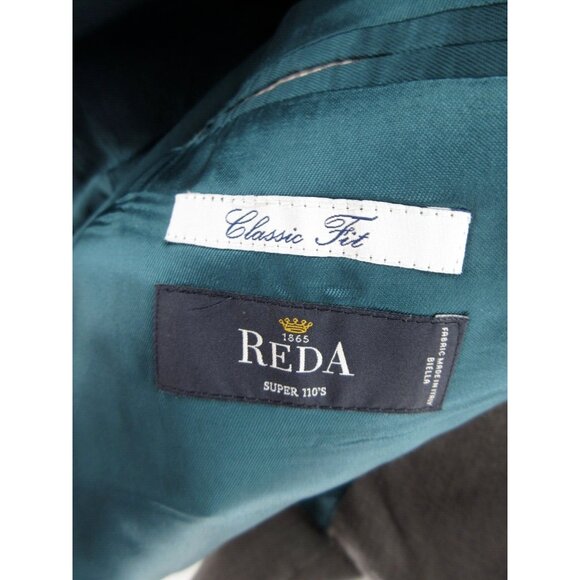 Classic Fit
1865
REDA
SUPER 110'S
FABRIC MADE IN ITALY
BIELLA